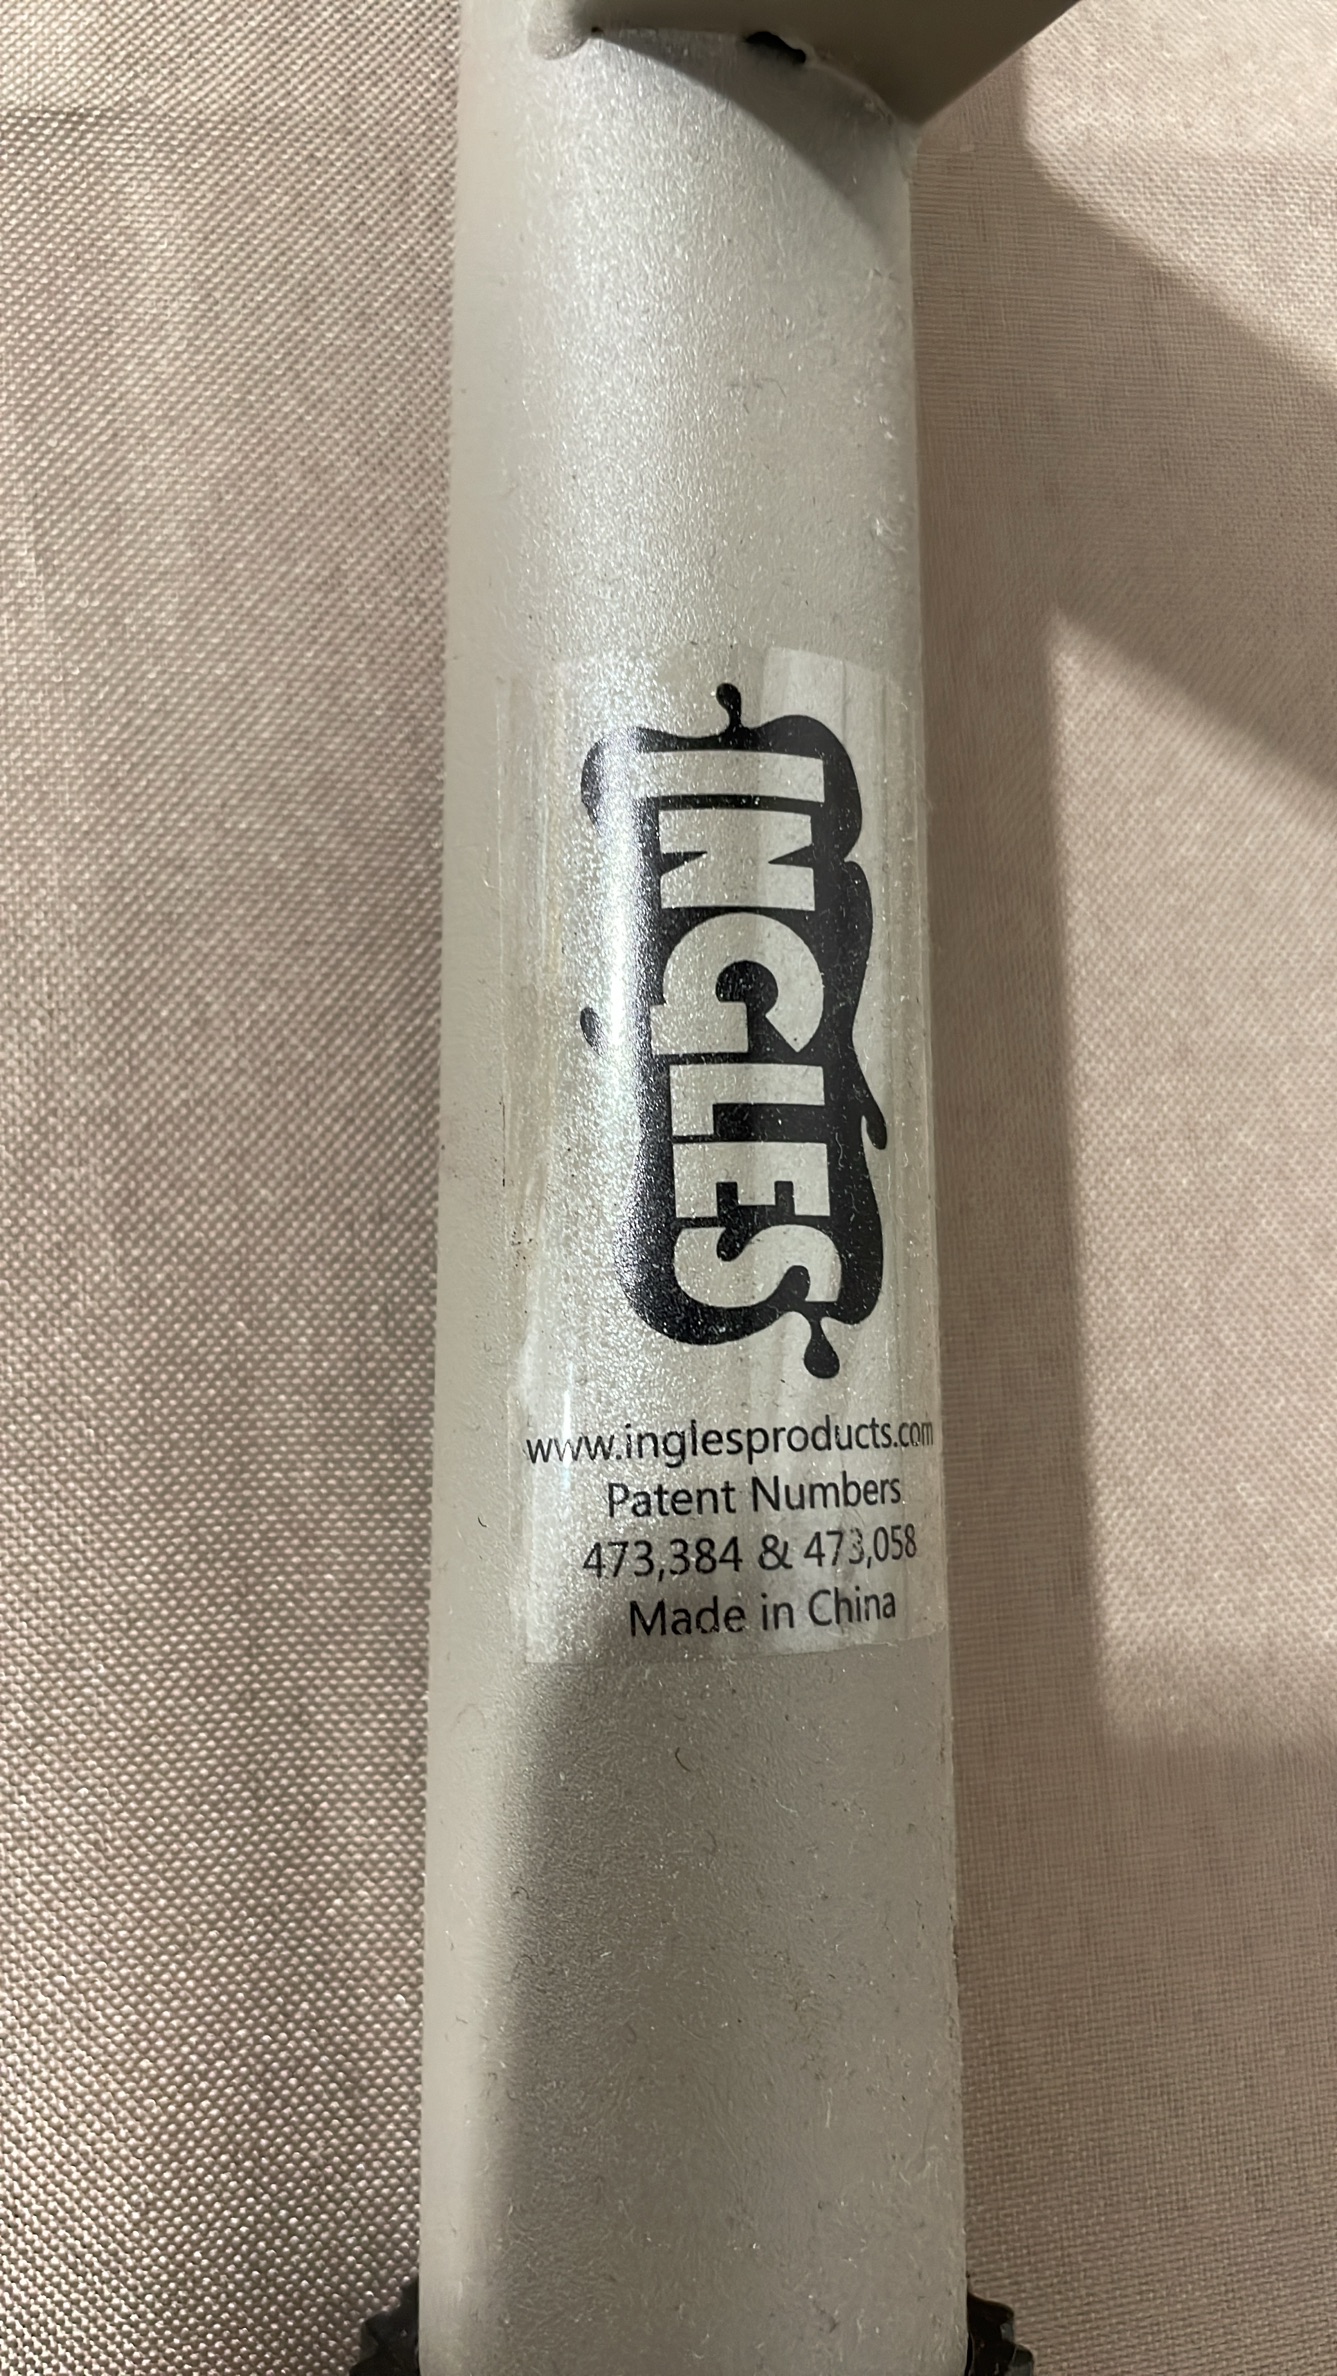 INGLES
www.inglesproducts.com
Patent Numbers
473,384 & 473,058
Made in China